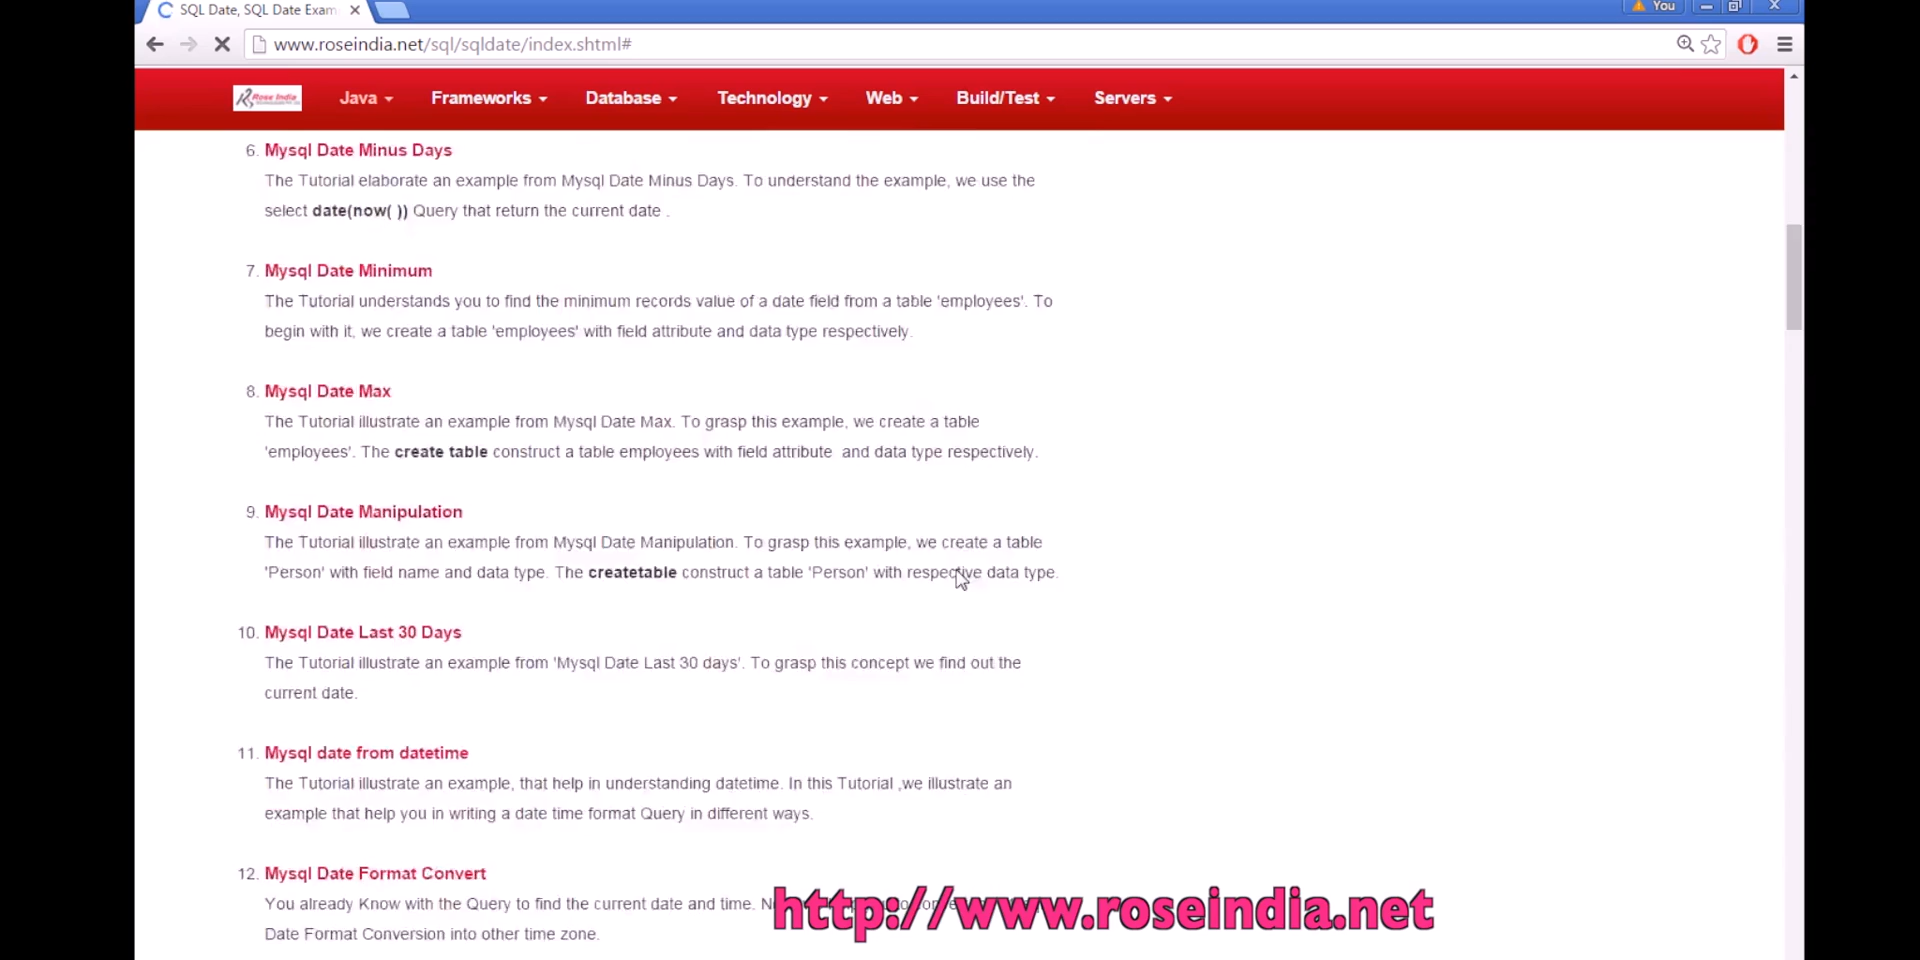 SQL Date, SQL Date Exam
You
www.roseindia.net/sql/sqldate/index.shtml#
Rose India
Java
Frameworks
Database
Technology
Web
Build/Test
Servers
6. Mysql Date Minus Days
The Tutorial elaborate an example from Mysql Date Minus Days. To understand the example, we use the
select date(now( )) Query that return the current date .
7. Mysql Date Minimum
The Tutorial understands you to find the minimum records value of a date field from a table 'employees'. To
begin with it, we create a table 'employees' with field attribute and data type respectively.
8. Mysql Date Max
The Tutorial illustrate an example from Mysql Date Max. To grasp this example, we create a table
'employees'. The create table construct a table employees with field attribute  and data type respectively.
9. Mysql Date Manipulation
The Tutorial illustrate an example from Mysql Date Manipulation. To grasp this example, we create a table
'Person' with field name and data type. The createtable construct a table 'Person' with respective data type.
10. Mysql Date Last 30 Days
The Tutorial illustrate an example from 'Mysql Date Last 30 days'. To grasp this concept we find out the
current date.
11. Mysql date from datetime
The Tutorial illustrate an example, that help in understanding datetime. In this Tutorial ,we illustrate an
example that help you in writing a date time format Query in different ways.
12. Mysql Date Format Convert
You already Know with the Query to find the current date and time.
Date Format Conversion into other time zone.
http://www.roseindia.net